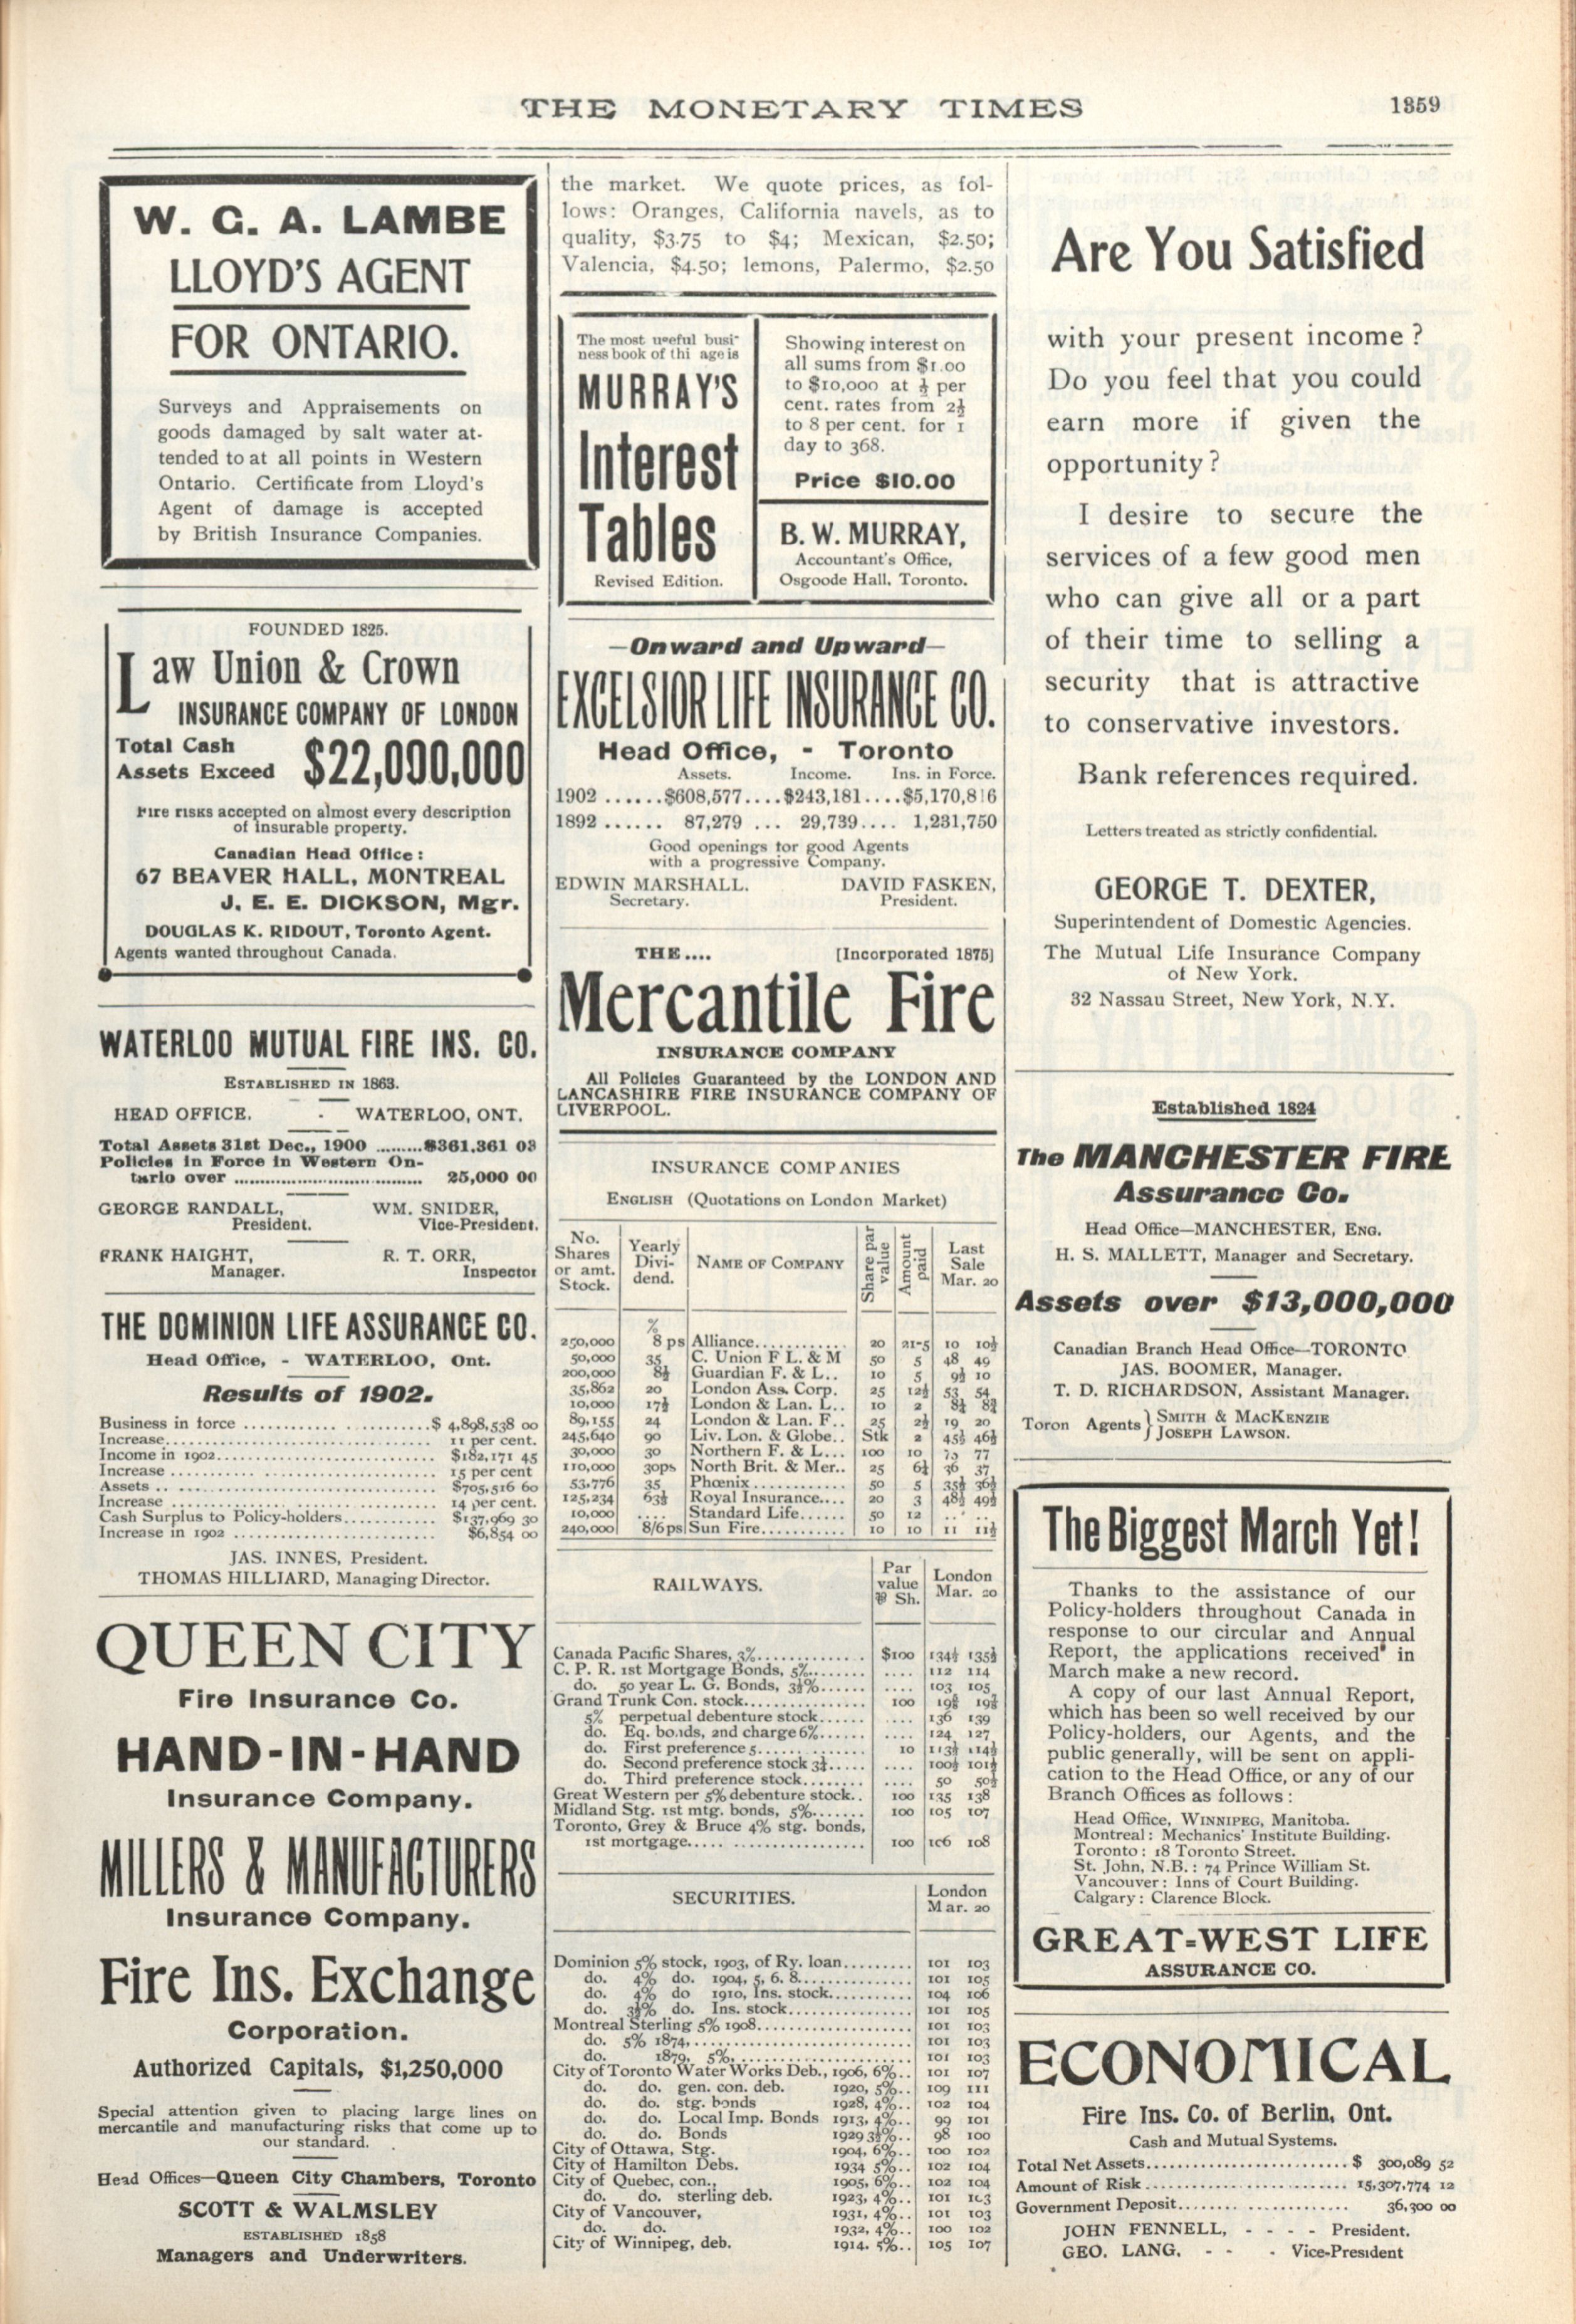 THE MONETARY TIMES
1359
W. G. A. LAMBE
LLOYD'S AGENT
FOR ONTARIO.
Surveys and Appraisements on
goods damaged by salt water at-
tended to at all points in Western
Ontario. Certificate from Lloyd's
Agent of damage is accepted
by British Insurance Companies.
FOUNDED 1825.
Law Union & Crown
INSURANCE COMPANY OF LONDON
Total Cash
Assets Exceed $22,000,000
Fire risks accepted on almost every description
of insurable property.
Canadian Head Office:
67 BEAVER HALL, MONTREAL
J. E. E. DICKSON, Mgr.
DOUGLAS K. RIDOUT, Toronto Agent.
Agents wanted throughout Canada.
WATERLOO MUTUAL FIRE INS. CO.
ESTABLISHED IN 1863.
HEAD OFFICE, - WATERLOO, ONT.
Total Assets 31st Dec., 1900 ........$361,361 03
Policies in Force in Western On-
tario over .................................. 25,000 00
GEORGE RANDALL, WM. SNIDER,
President. Vice-President.
FRANK HAIGHT, R. T. ORR,
Manager. Inspector
THE DOMINION LIFE ASSURANCE CO.
Head Office, - WATERLOO, Ont.
Results of 1902.
Business in force ............................$ 4,898,538 00
Increase........................................ 11 per cent.
Income in 1902................................. $182,171 45
Increase ........................................ 15 per cent
Assets .......................................... $705,516 60
Increase ........................................ 14 per cent.
Cash Surplus to Policy-holders............ $137,969 30
Increase in 1902 .............................. $6,854 00
JAS. INNES, President.
THOMAS HILLIARD, Managing Director.
QUEEN CITY
Fire Insurance Co.
HAND-IN-HAND
Insurance Company.
MILLERS & MANUFACTURERS
Insurance Company.
Fire Ins. Exchange
Corporation.
Authorized Capitals, $1,250,000
Special attention given to placing large lines on
mercantile and manufacturing risks that come up to
our standard.
Head Offices—Queen City Chambers, Toronto
SCOTT & WALMSLEY
ESTABLISHED 1858
Managers and Underwriters.
the market. We quote prices, as fol-
lows: Oranges, California navels, as to
quality, $3.75 to $4; Mexican, $2.50;
Valencia, $4.50; lemons, Palermo, $2.50
The most useful busi-
ness book of thi age is
MURRAY'S
Interest
Tables
Revised Edition.
Showing interest on
all sums from $1.00
to $10,000 at ½ per
cent. rates from 2½
to 8 per cent. for 1
day to 368.
Price $10.00
B. W. MURRAY,
Accountant's Office,
Osgoode Hall, Toronto.
—Onward and Upward—
EXCELSIOR LIFE INSURANCE CO.
Head Office, - Toronto
Assets. Income. Ins. in Force.
1902 ......$608,577....$243,181....$5,170,816
1892 ...... 87,279 ... 29,739.... 1,231,750
Good openings for good Agents
with a progressive Company.
EDWIN MARSHALL. DAVID FASKEN,
Secretary. President.
THE.... [Incorporated 1875]
Mercantile Fire
INSURANCE COMPANY
All Policies Guaranteed by the LONDON AND
LANCASHIRE FIRE INSURANCE COMPANY OF
LIVERPOOL.
INSURANCE COMPANIES
ENGLISH (Quotations on London Market)
No. Shares or amt. Stock. Yearly Divi- dend. NAME OF COMPANY Share par value Amount paid Last Sale Mar. 20
%
250,000 8 ps Alliance............ 20 21-5 10 10½
50,000 35 C. Union F L. & M 50 5 48 49
200,000 8½ Guardian F. & L.. 10 5 9½ 10
35,862 20 London Ass. Corp. 25 12½ 53 54
10,000 17½ London & Lan. L.. 10 2
89,155 24 London & Lan. F.. 25 2½ 19 20
245,640 90 Liv. Lon. & Globe.. Stk 2 45½ 46½
30,000 30 Northern F. & L... 100 10 77
110,000 30ps North Brit. & Mer.. 25 6¼ 36 37
53,776 35 Phœnix............ 50 5 35½ 36½
125,234 63½ Royal Insurance.... 20 3 48½ 49½
10,000 .... Standard Life...... 50 12 .. ..
240,000 8/6ps Sun Fire........... 10 10 11 11½
RAILWAYS. Par value ⅌ Sh. London Mar. 20
Canada Pacific Shares, 3%.............. $100 134½ 135½
C. P. R. 1st Mortgage Bonds, 5%........ .... 112 114
do. 50 year L. G. Bonds, 3½%...... .... 103 105
Grand Trunk Con. stock................ 100
5% perpetual debenture stock...... .... 136 139
do. Eq. bonds, 2nd charge 6%...... .... 124 127
do. First preference 5.............. 10 113½ 114½
do. Second preference stock 3¼..... .... 100½ 101½
do. Third preference stock........ .... 50 50½
Great Western per 5% debenture stock.. 100 135 138
Midland Stg. 1st mtg. bonds, 5%....... 100 105 107
Toronto, Grey & Bruce 4% stg. bonds,
1st mortgage..... .................. 100 106 108
SECURITIES. London Mar. 20
Dominion 5% stock, 1903, of Ry. loan......... 101 103
do. 4% do. 1904, 5, 6. 8............... 101 105
do. 4% do 1910, Ins. stock........... 104 106
do. 3½% do. Ins. stock................ 101 105
Montreal Sterling 5% 1908..................... 101 103
do. 5% 1874,............................. 101 103
do. 1879, 5%,....................... 101 103
City of Toronto Water Works Deb., 1906, 6%.. 101 107
do. do. gen. con. deb. 1920, 5%.. 109 111
do. do. stg. bonds 1928, 4%.. 102 104
do. do. Local Imp. Bonds 1913, 4%.. 99 101
do. do. Bonds 1929 3½%.. 98 100
City of Ottawa, Stg. 1904, 6%.. 100 102
City of Hamilton Debs. 1934 5%.. 102 104
City of Quebec, con., 1905, 6%.. 102 104
do. do. sterling deb. 1923, 4%.. 101 103
City of Vancouver, 1931, 4%.. 101 103
do. do. 1932, 4%.. 100 102
City of Winnipeg, deb. 1914. 5%.. 105 107
Are You Satisfied
with your present income?
Do you feel that you could
earn more if given the
opportunity?
I desire to secure the
services of a few good men
who can give all or a part
of their time to selling a
security that is attractive
to conservative investors.
Bank references required.
Letters treated as strictly confidential.
GEORGE T. DEXTER,
Superintendent of Domestic Agencies.
The Mutual Life Insurance Company
of New York.
32 Nassau Street, New York, N.Y.
Established 1824
The MANCHESTER FIRE
Assurance Co.
Head Office—MANCHESTER, ENG.
H. S. MALLETT, Manager and Secretary.
Assets over $13,000,000
Canadian Branch Head Office—TORONTO
JAS. BOOMER, Manager.
T. D. RICHARDSON, Assistant Manager.
Toron Agents } SMITH & MACKENZIE
JOSEPH LAWSON.
The Biggest March Yet!
Thanks to the assistance of our
Policy-holders throughout Canada in
response to our circular and Annual
Report, the applications received in
March make a new record.
A copy of our last Annual Report,
which has been so well received by our
Policy-holders, our Agents, and the
public generally, will be sent on appli-
cation to the Head Office, or any of our
Branch Offices as follows:
Head Office, WINNIPEG, Manitoba.
Montreal: Mechanics' Institute Building.
Toronto: 18 Toronto Street.
St. John, N.B.: 74 Prince William St.
Vancouver: Inns of Court Building.
Calgary: Clarence Block.
GREAT-WEST LIFE
ASSURANCE CO.
ECONOMICAL
Fire Ins. Co. of Berlin, Ont.
Cash and Mutual Systems.
Total Net Assets..........................$ 300,089 52
Amount of Risk .......................... 15,307,774 12
Government Deposit...................... 36,300 00
JOHN FENNELL, - - - - President.
GEO. LANG, - - - Vice-President